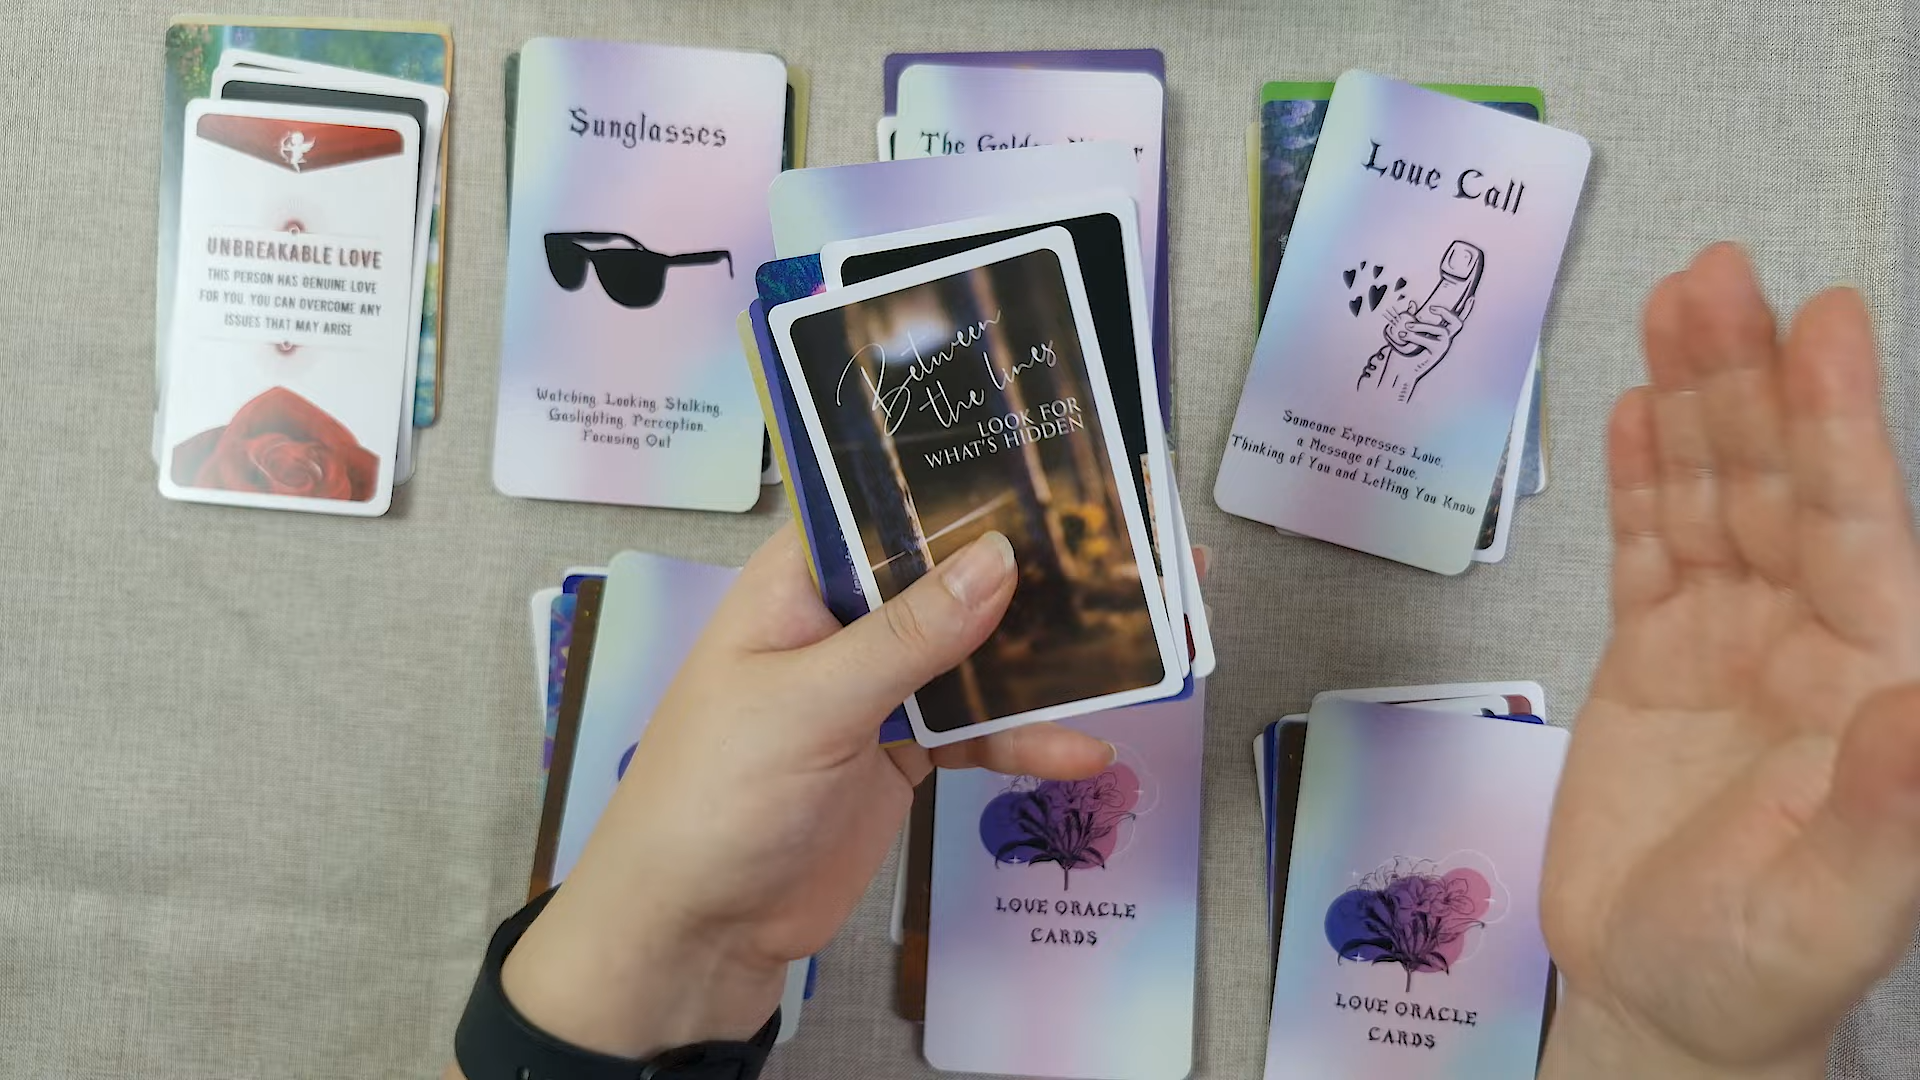 UNBREAKABLE LOVE
THIS PERSON HAS GENUINE LOVE
FOR YOU. YOU CAN OVERCOME ANY
ISSUES THAT MAY ARISE
Sunglasses
Watching, Looking, Stalking,
Gaslighting, Perception,
Focusing Out
The Golden
Love Call
Someone Expresses Love,
a Message of Love,
Thinking of You and Letting You Know
Between
the lines
LOOK FOR
WHAT'S HIDDEN
LOVE ORACLE
CARDS
LOVE ORACLE
CARDS